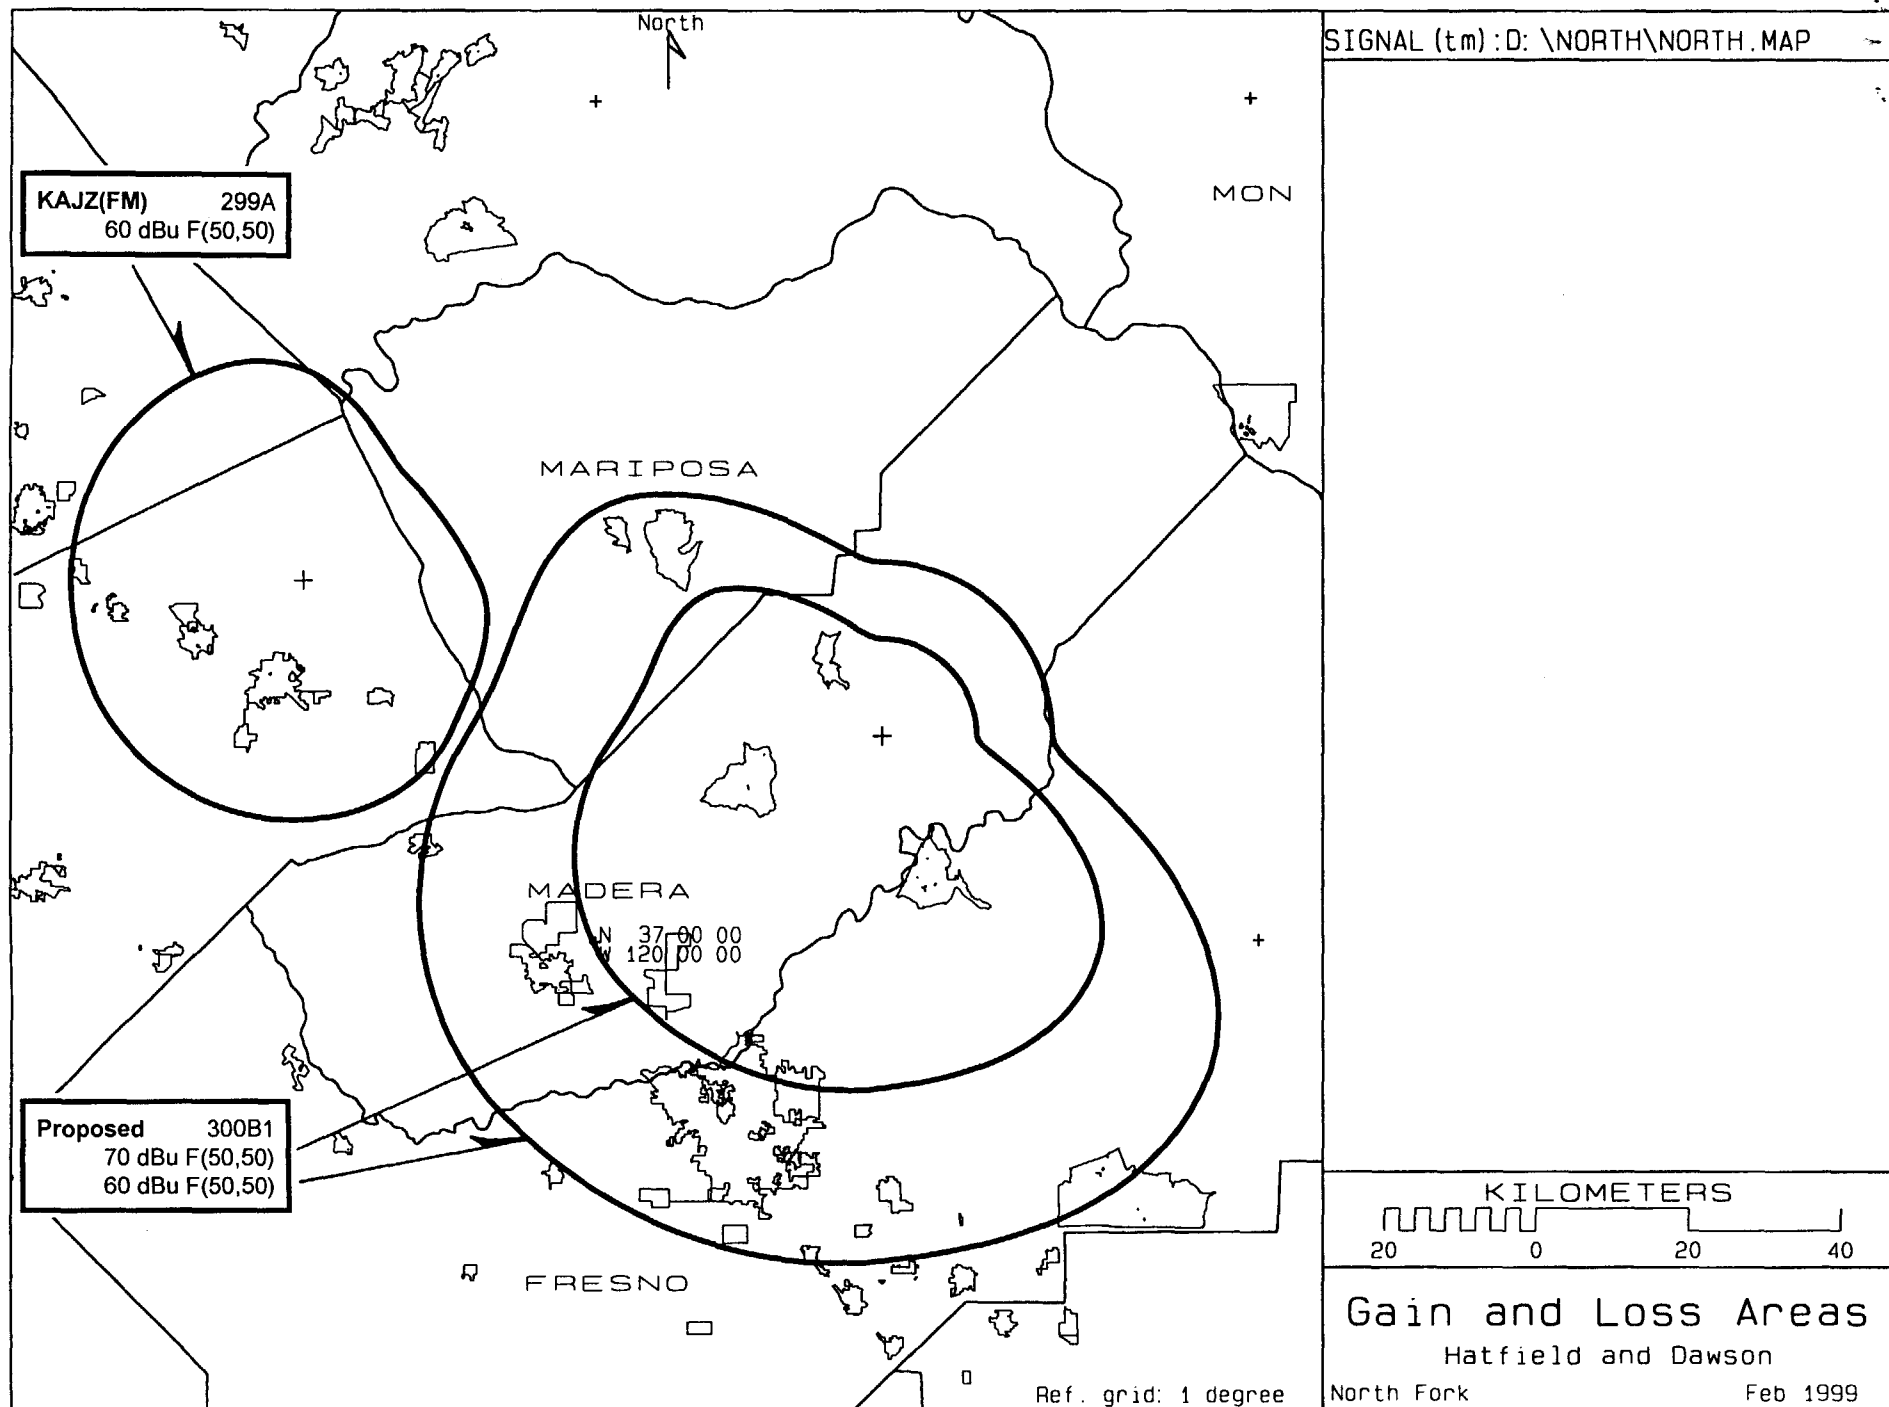 North
SIGNAL (tm):D: \NORTH\NORTH.MAP
MON
KAJZ(FM) 299A
60 dBu F(50,50)
MARIPOSA
MADERA
N 37 00 00
W 120 00 00
Proposed 300B1
70 dBu F(50,50)
60 dBu F(50,50)
FRESNO
KILOMETERS
20 0 20 40
Gain and Loss Areas
Hatfield and Dawson
Ref. grid: 1 degree
North Fork Feb 1999